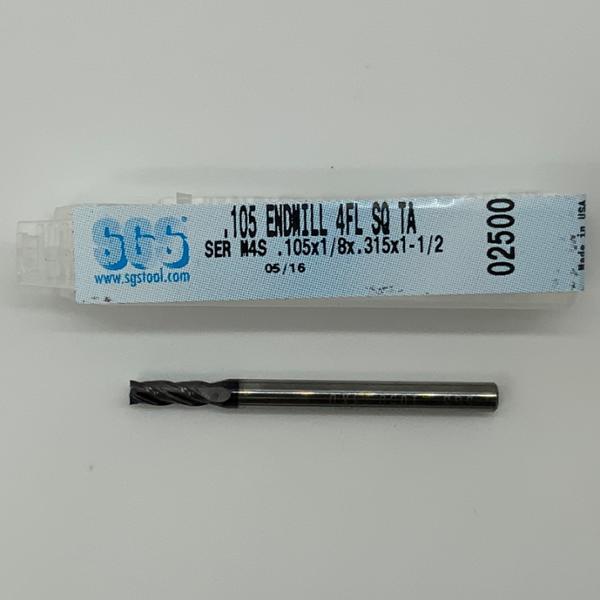 SGS
www.sgstool.com
.105 ENDMILL 4FL SQ TA
SER M4S .105x1/8x.315x1-1/2
05/16
02500
Made in USA